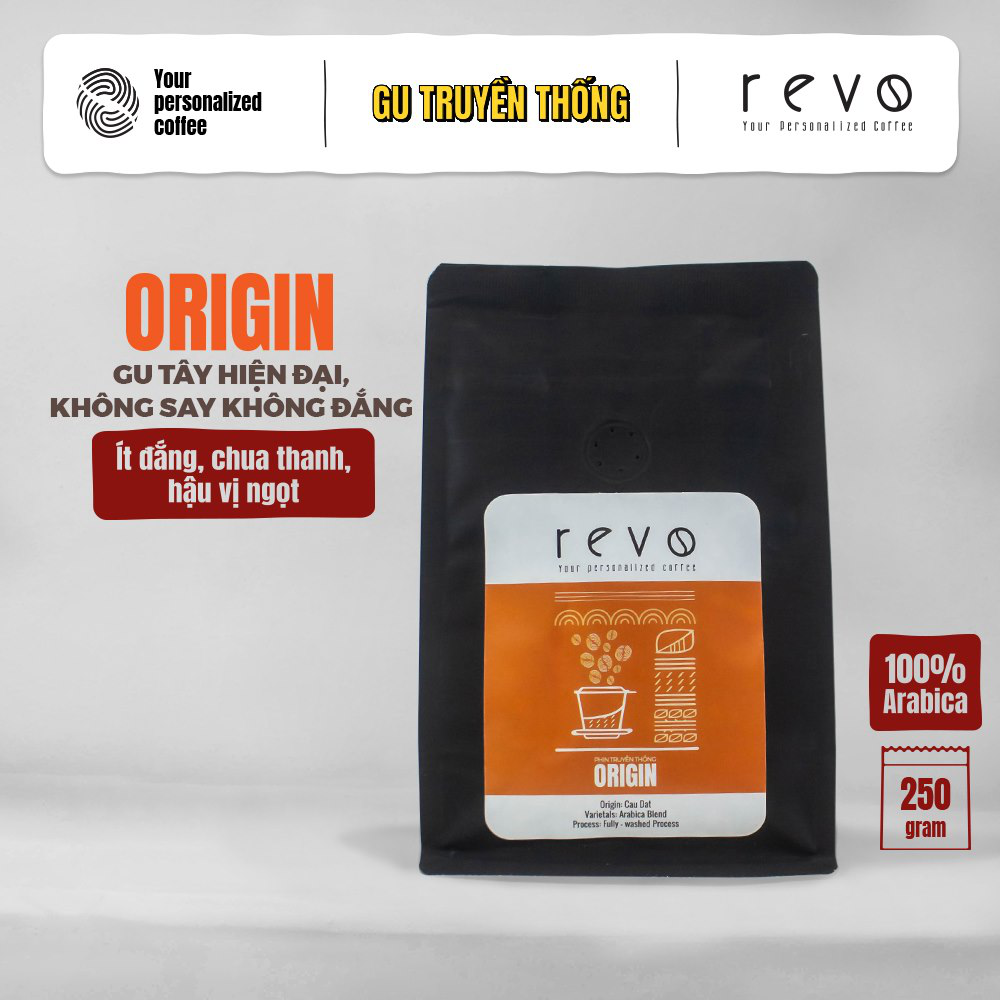 Your
personalized
coffee
GU TRUYỀN THỐNG
revo
Your Personalized Coffee
ORIGIN
GU TÂY HIỆN ĐẠI,
KHÔNG SAY KHÔNG ĐẮNG
Ít đắng, chua thanh,
hậu vị ngọt
revo
Your personalized coffee
PHIN TRUYỀN THỐNG
ORIGIN
Origin: Cau Dat
Varietals: Arabica Blend
Process: Fully - washed Process
100%
Arabica
250
gram